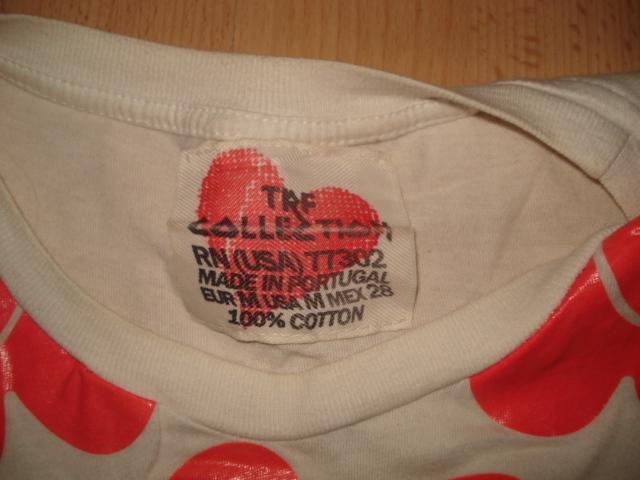 TRF
COLLECTION
RN (USA) 77302
MADE IN PORTUGAL
EUR M USA M MEX 28
100% COTTON